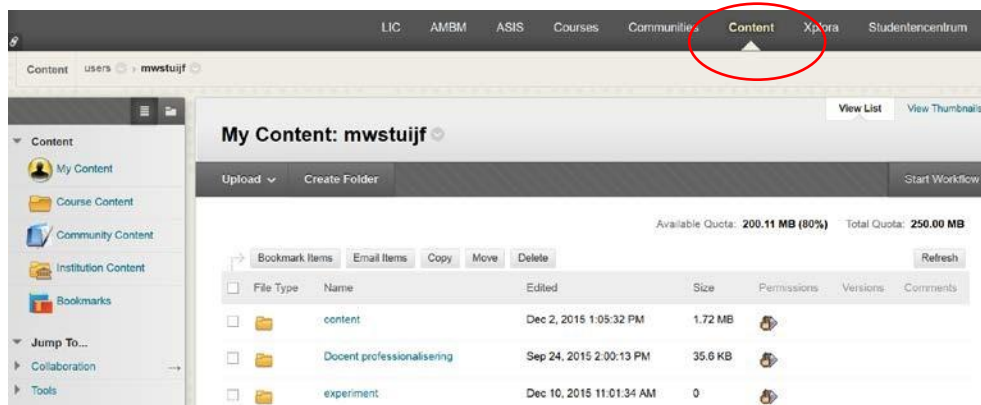 LIC AMBM ASIS Courses Communities Content Xplora Studentencentrum
Content users mwstuijf
View List View Thumbnails
My Content: mwstuijf
Content
My Content
Course Content
Community Content
Institution Content
Bookmarks
Jump To...
Collaboration
Tools
Upload Create Folder Start Workflow
Available Quota: 200.11 MB (80%) Total Quota: 250.00 MB
Bookmark Items Email Items Copy Move Delete Refresh
File Type Name Edited Size Permissions Versions Comments
content Dec 2, 2015 1:05:32 PM 1.72 MB
Docent professionalisering Sep 24, 2015 2:00:13 PM 35.6 KB
experiment Dec 10, 2015 11:01:34 AM 0